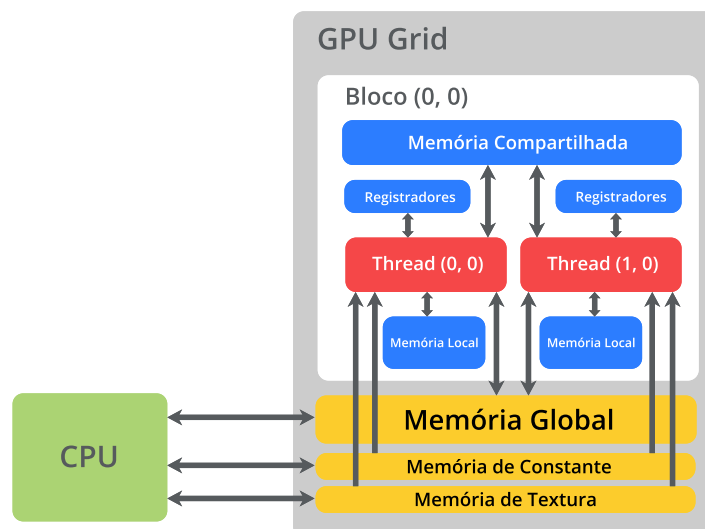 GPU Grid
Bloco (0, 0)
Memória Compartilhada
Registradores
Registradores
Thread (0, 0)
Thread (1, 0)
Memória Local
Memória Local
CPU
Memória Global
Memória de Constante
Memória de Textura